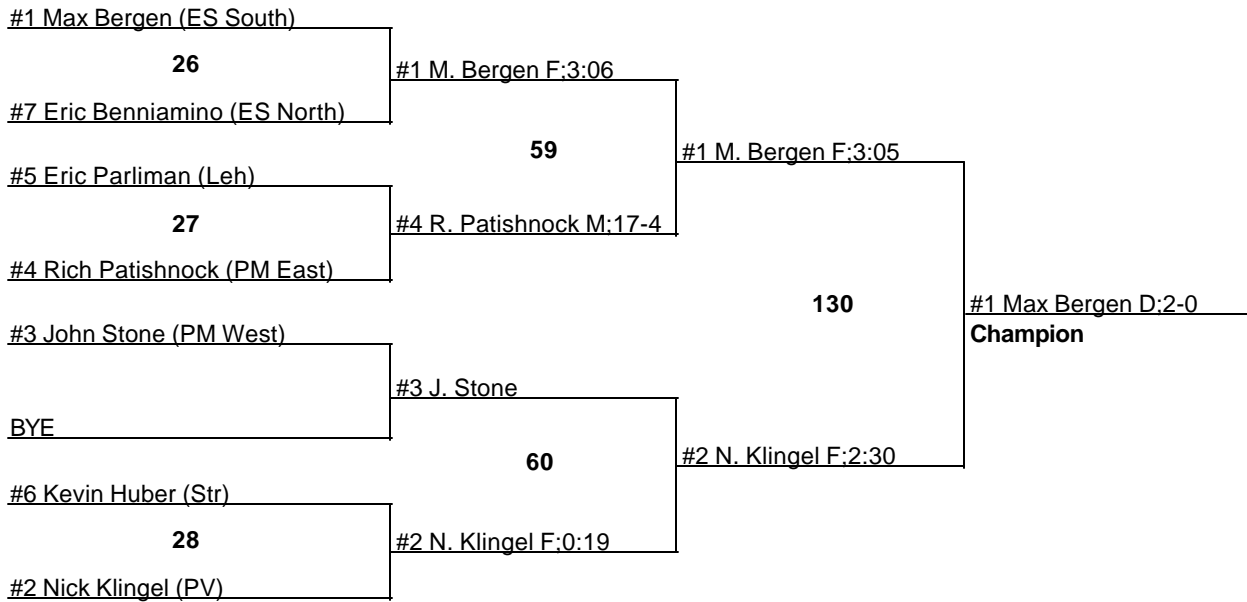 #1 Max Bergen (ES South)
26
#1 M. Bergen F;3:06
#7 Eric Benniamino (ES North)
59
#1 M. Bergen F;3:05
#5 Eric Parliman (Leh)
27
#4 R. Patishnock M;17-4
#4 Rich Patishnock (PM East)
130
#1 Max Bergen D;2-0
Champion
#3 John Stone (PM West)
#3 J. Stone
BYE
60
#2 N. Klingel F;2:30
#6 Kevin Huber (Str)
28
#2 N. Klingel F;0:19
#2 Nick Klingel (PV)